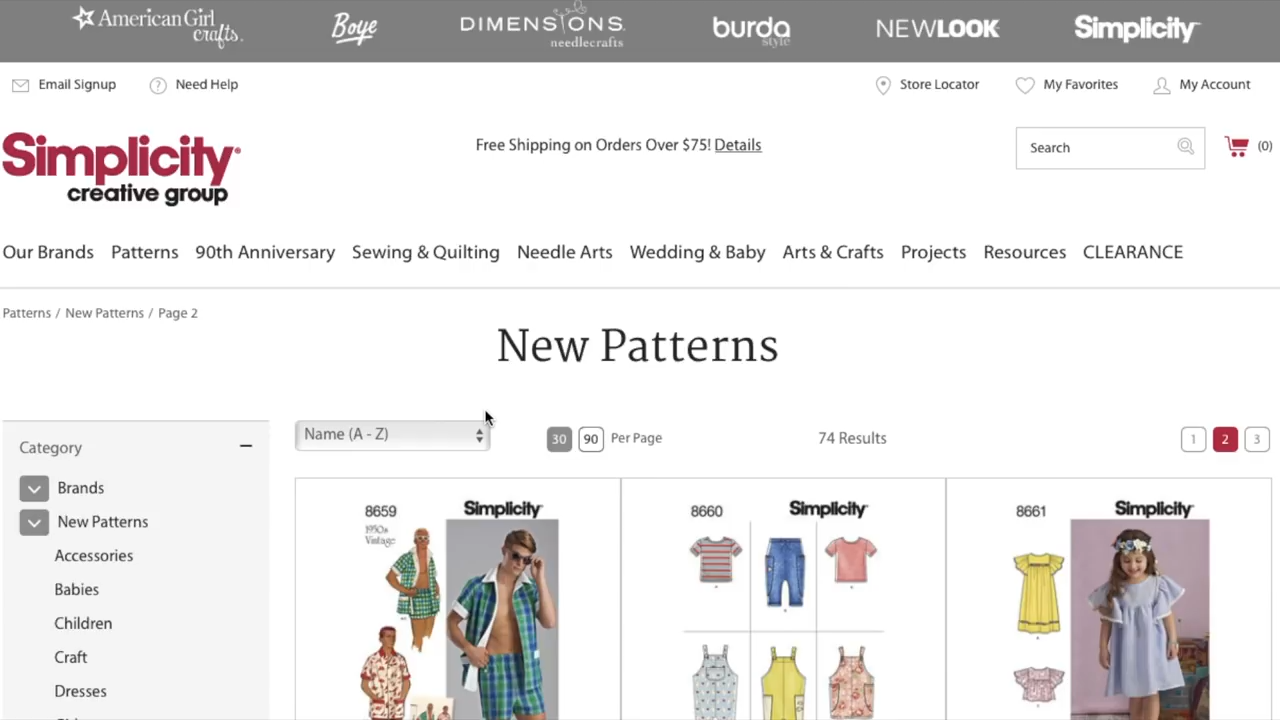 American Girl crafts.
Boye
DIMENSIONS. needlecrafts
burda style
NEWLOOK
Simplicity
Email Signup
Need Help
Store Locator
My Favorites
My Account
Simplicity creative group
Free Shipping on Orders Over $75! Details
Search
(0)
Our Brands Patterns 90th Anniversary Sewing & Quilting Needle Arts Wedding & Baby Arts & Crafts Projects Resources CLEARANCE
Patterns / New Patterns / Page 2
New Patterns
Category
Name (A - Z)
30 90 Per Page
74 Results
1 2 3
Brands
New Patterns
Accessories
Babies
Children
Craft
Dresses
8659 Simplicity
1950s Vintage
8660 Simplicity
8661 Simplicity